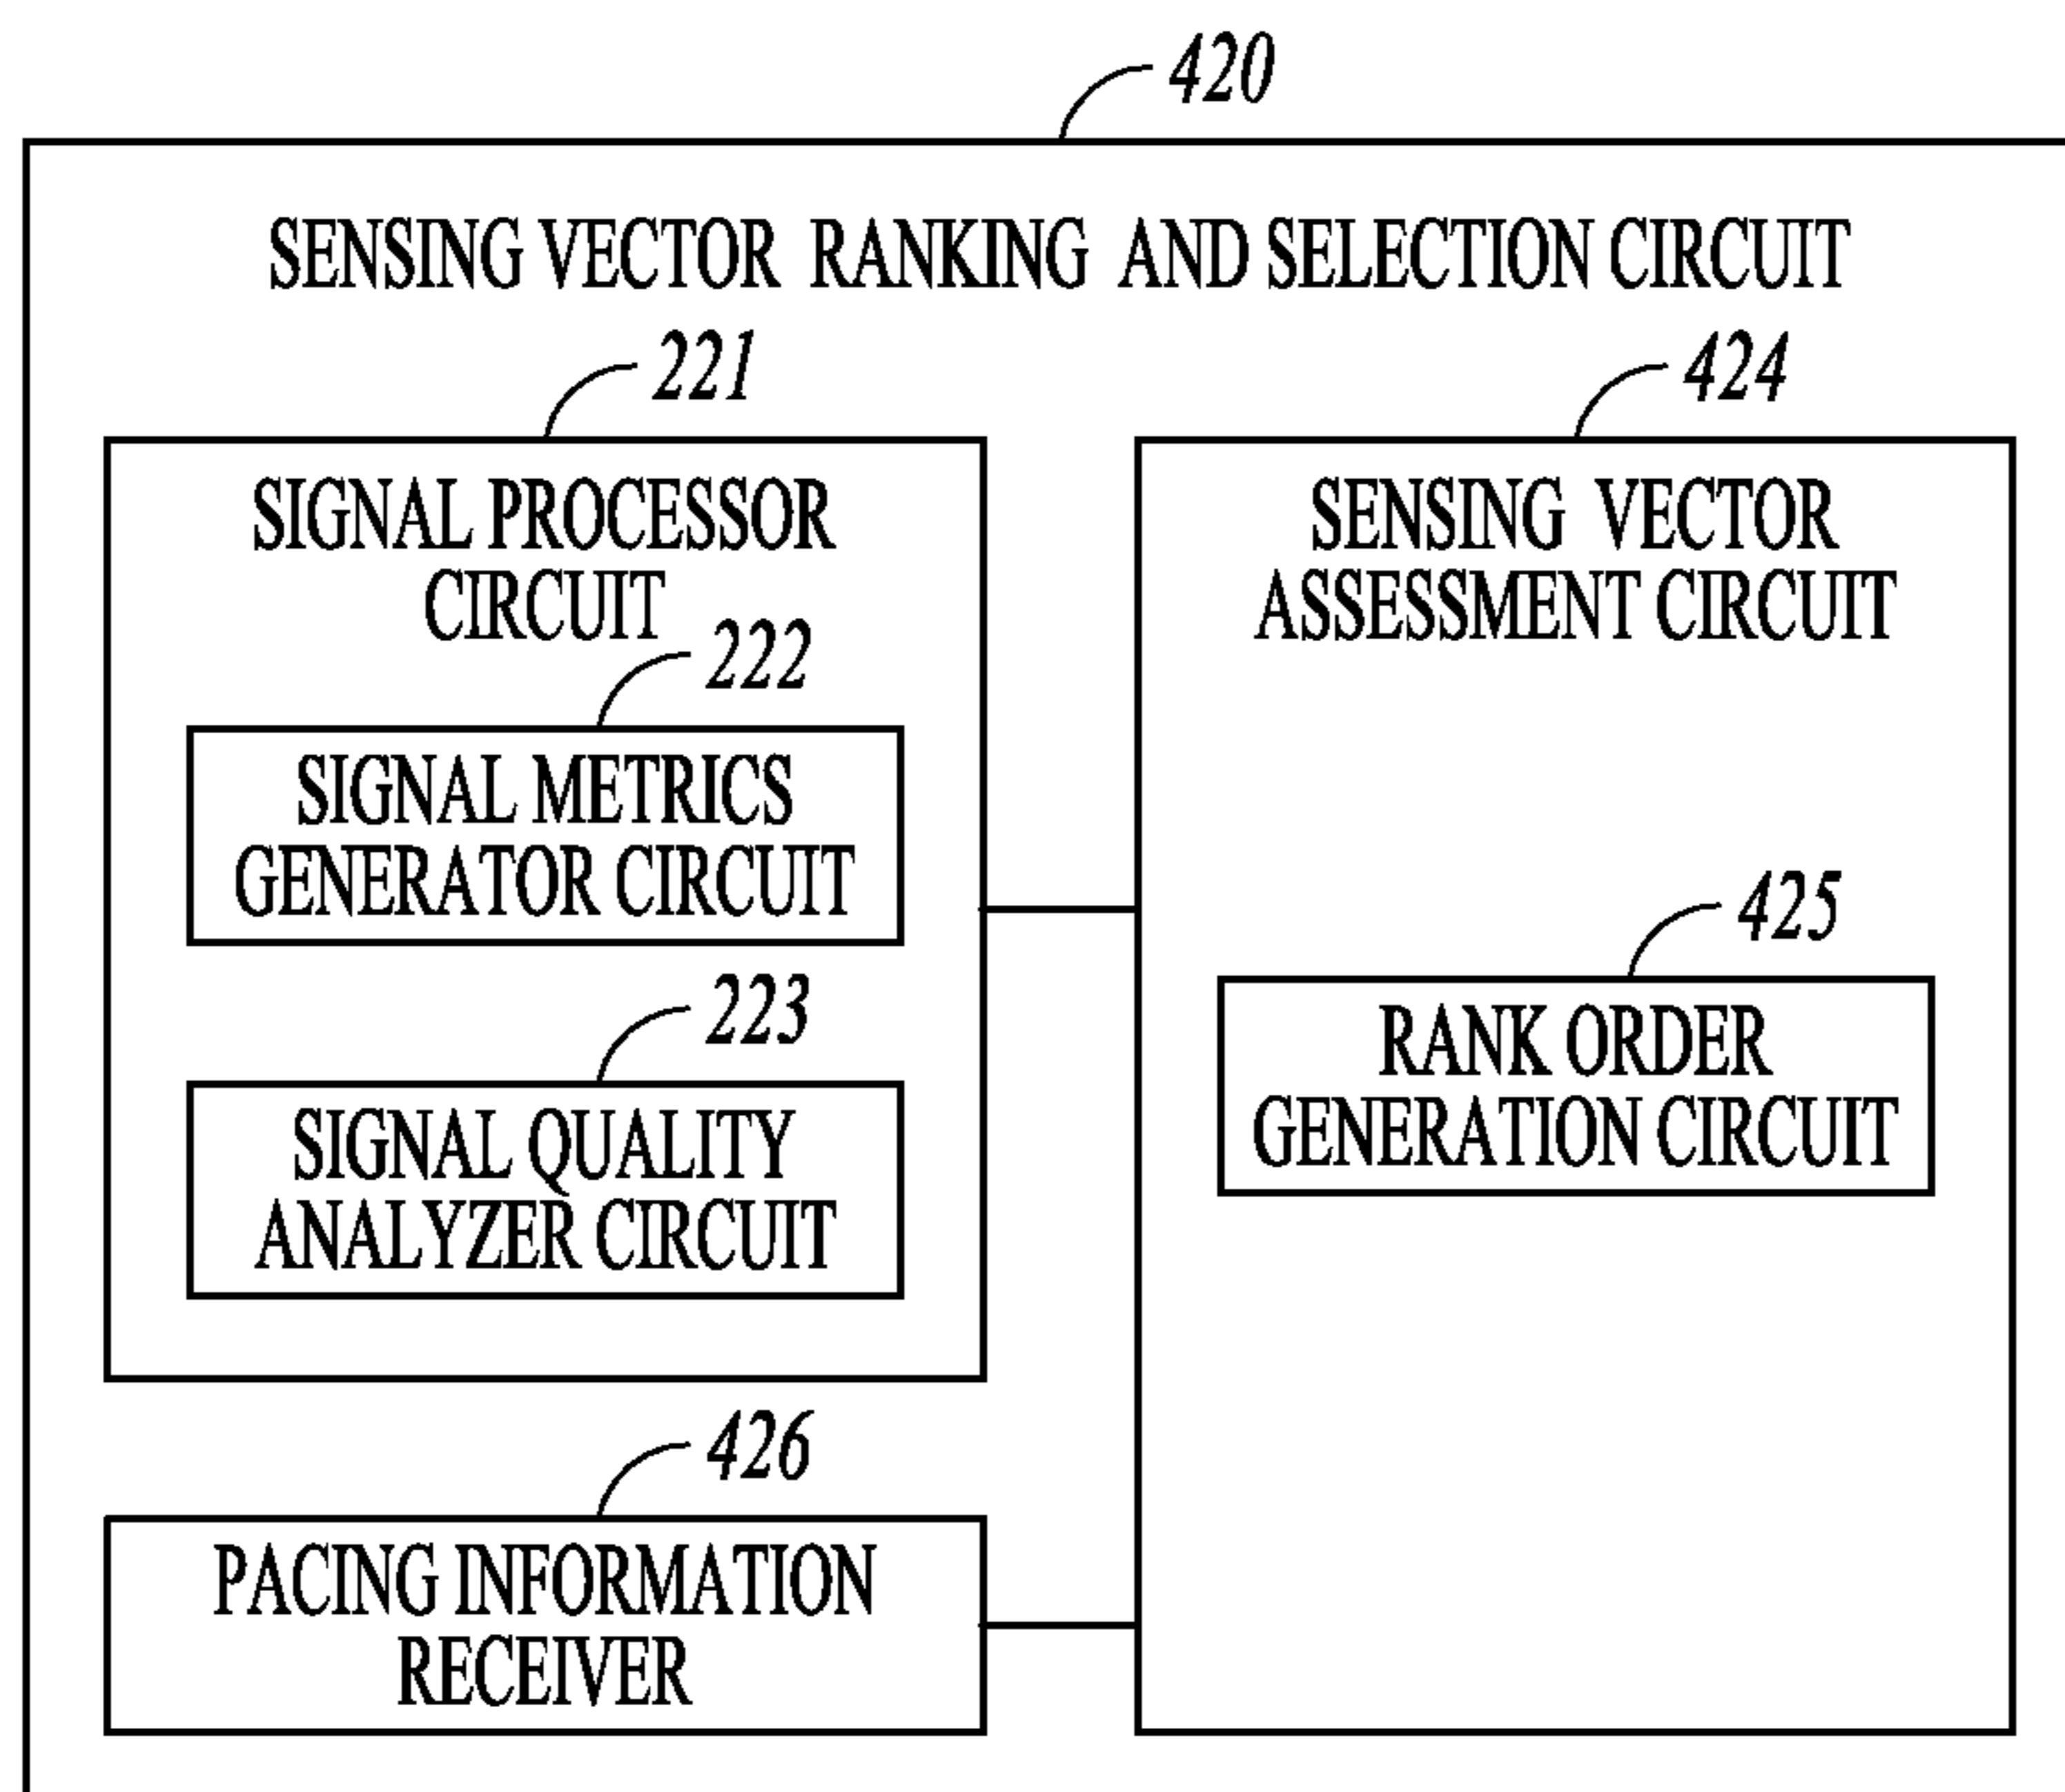 420
SENSING VECTOR RANKING AND SELECTION CIRCUIT
221
SIGNAL PROCESSOR
CIRCUIT
222
SIGNAL METRICS
GENERATOR CIRCUIT
223
SIGNAL QUALITY
ANALYZER CIRCUIT
426
PACING INFORMATION
RECEIVER
424
SENSING VECTOR
ASSESSMENT CIRCUIT
425
RANK ORDER
GENERATION CIRCUIT